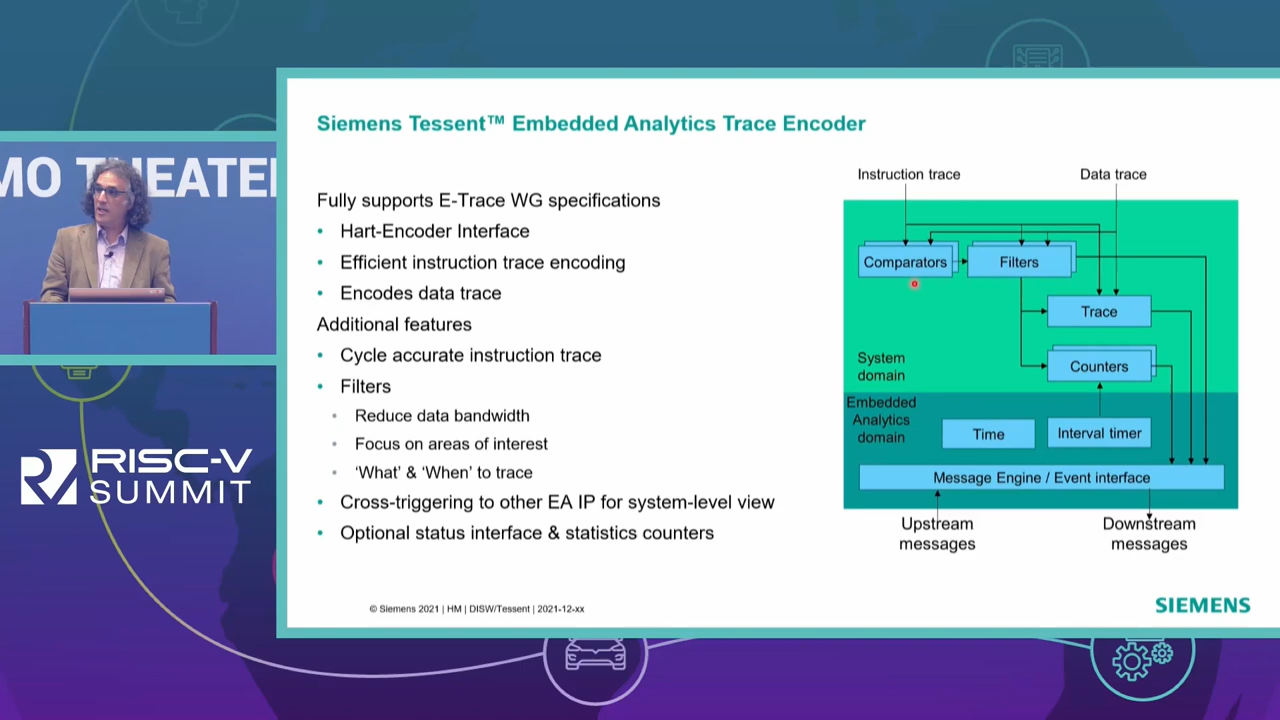 MO THEATER
RISC-V
SUMMIT
Siemens Tessent™ Embedded Analytics Trace Encoder
Fully supports E-Trace WG specifications
• Hart-Encoder Interface
• Efficient instruction trace encoding
• Encodes data trace
Additional features
• Cycle accurate instruction trace
• Filters
• Reduce data bandwidth
• Focus on areas of interest
• ‘What’ & ‘When’ to trace
• Cross-triggering to other EA IP for system-level view
• Optional status interface & statistics counters
Instruction trace
Data trace
Comparators
Filters
Trace
System
domain
Counters
Embedded
Analytics
domain
Time
Interval timer
Message Engine / Event interface
Upstream
messages
Downstream
messages
© Siemens 2021 | HM | DISW/Tessent | 2021-12-xx
SIEMENS